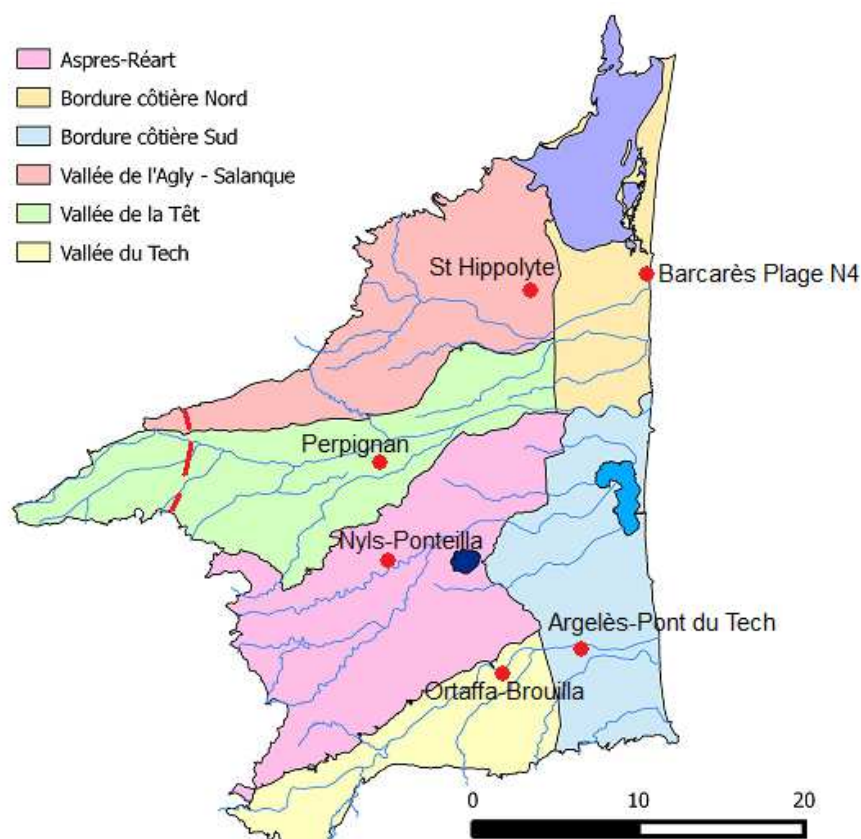 Aspres-Réart
Bordure côtière Nord
Bordure côtière Sud
Vallée de l'Agly - Salanque
Vallée de la Têt
Vallée du Tech
St Hippolyte
Barcarès Plage N4
Perpignan
Nyls-Ponteilla
Argelès-Pont du Tech
Ortaffa-Brouilla
0 10 20